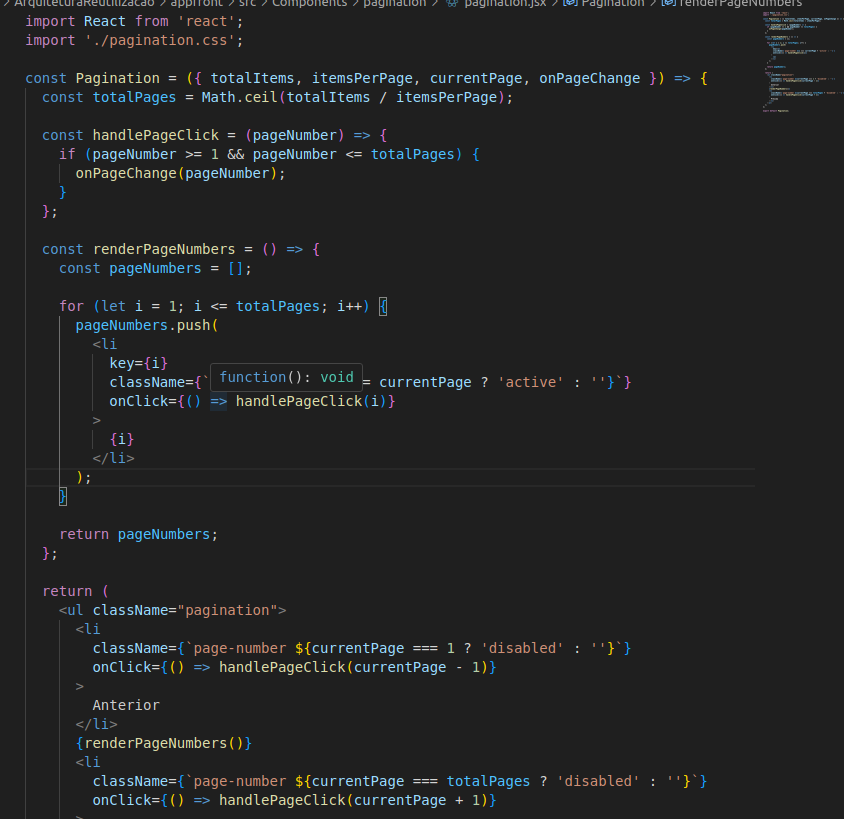 ArquiteturaReutilizacao > appfront > src > Components > pagination > pagination.jsx > Pagination > renderPageNumbers
import React from 'react';
import './pagination.css';
const Pagination = ({ totalItems, itemsPerPage, currentPage, onPageChange }) => {
const totalPages = Math.ceil(totalItems / itemsPerPage);
const handlePageClick = (pageNumber) => {
if (pageNumber >= 1 && pageNumber <= totalPages) {
onPageChange(pageNumber);
}
};
const renderPageNumbers = () => {
const pageNumbers = [];
for (let i = 1; i <= totalPages; i++) {
pageNumbers.push(
<li
key={i}
className={` = currentPage ? 'active' : ''}`}
function(): void
onClick={() => handlePageClick(i)}
>
{i}
</li>
);
}
return pageNumbers;
};
return (
<ul className="pagination">
<li
className={`page-number ${currentPage === 1 ? 'disabled' : ''}`}
onClick={() => handlePageClick(currentPage - 1)}
>
Anterior
</li>
{renderPageNumbers()}
<li
className={`page-number ${currentPage === totalPages ? 'disabled' : ''}`}
onClick={() => handlePageClick(currentPage + 1)}
>